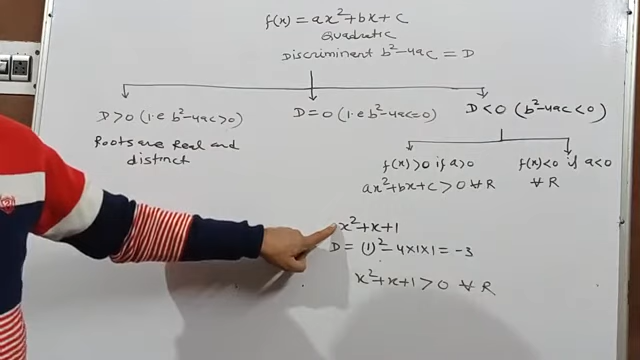 f(x) = ax²+bx+c
Quadratic
Discriminant b²-4ac = D
D>0 (i.e b²-4ac>0)
Roots are Real and
distinct
D=0 (i.e b²-4ac=0)
D<0 (b²-4ac<0)
f(x)>0 if a>0
ax²+bx+c>0 ∀ R
f(x)<0 if a<0
∀ R
x²+x+1
D = (1)²-4×1×1 = -3
x²+x+1>0 ∀ R